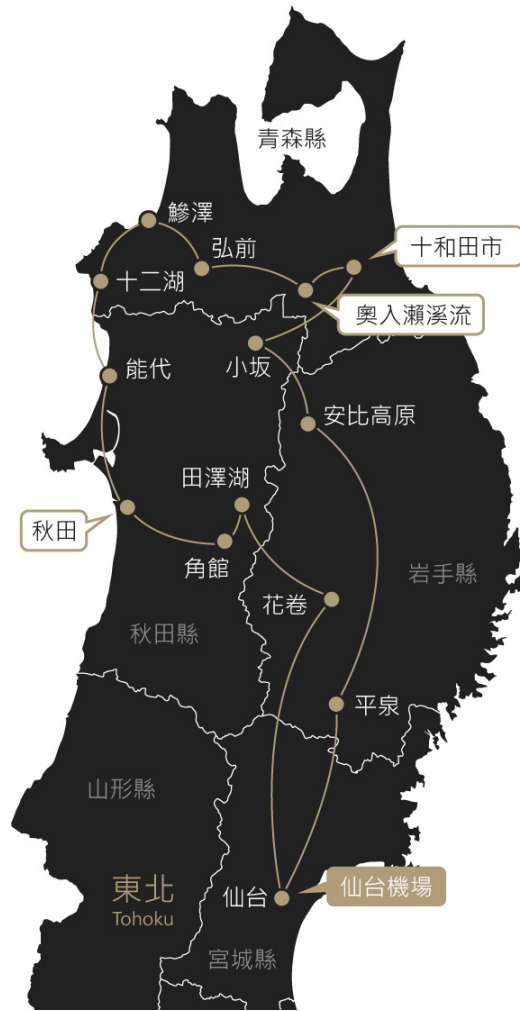 青森縣
鰺澤
弘前
十和田市
十二湖
奧入瀨溪流
小坂
能代
安比高原
田澤湖
秋田
角館
岩手縣
花卷
秋田縣
平泉
山形縣
東北
Tohoku
仙台
仙台機場
宮城縣